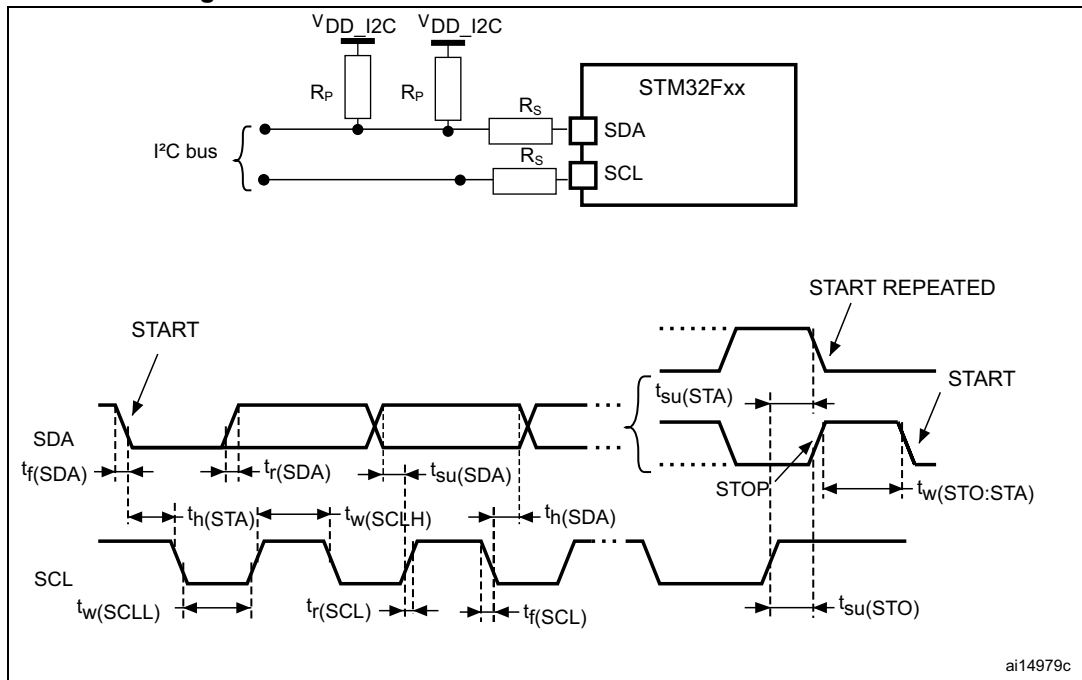 VDD_I2C VDD_I2C
RP RP RS STM32Fxx
SDA
I²C bus
RS
SCL
START REPEATED
START
START
tsu(STA)
SDA
STOP
tf(SDA) tr(SDA) tsu(SDA) tw(STO:STA)
th(STA) tw(SCLH) th(SDA)
SCL
tw(SCLL) tr(SCL) tf(SCL) tsu(STO)
ai14979c